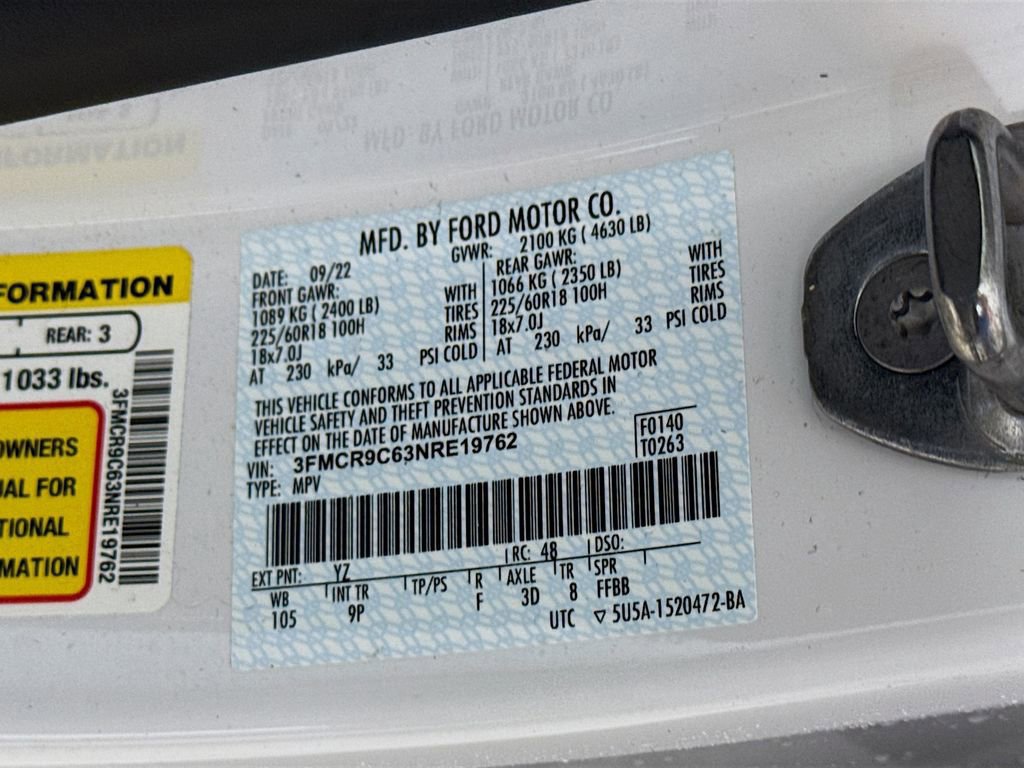 MFD. BY FORD MOTOR CO.
DATE: 09/22 GVWR: 2100 KG ( 4630 LB)
FRONT GAWR: REAR GAWR:
1089 KG ( 2400 LB) WITH 1066 KG ( 2350 LB) WITH
225/60R18 100H TIRES 225/60R18 100H TIRES
18x7.0J RIMS 18x7.0J RIMS
AT 230 kPa/ 33 PSI COLD AT 230 kPa/ 33 PSI COLD
THIS VEHICLE CONFORMS TO ALL APPLICABLE FEDERAL MOTOR
VEHICLE SAFETY AND THEFT PREVENTION STANDARDS IN
EFFECT ON THE DATE OF MANUFACTURE SHOWN ABOVE.
VIN: 3FMCR9C63NRE19762
TYPE: MPV
F0140
T0263
EXT PNT: YZ RC: 48 DSO:
WB INT TR TP/PS R AXLE TR SPR
105 9P F 3D 8 FFBB
UTC ▽ 5U5A-1520472-BA
FORMATION
REAR: 3
1033 lbs.
OWNERS
UAL FOR
TIONAL
MATION
3FMCR9C63NRE19762